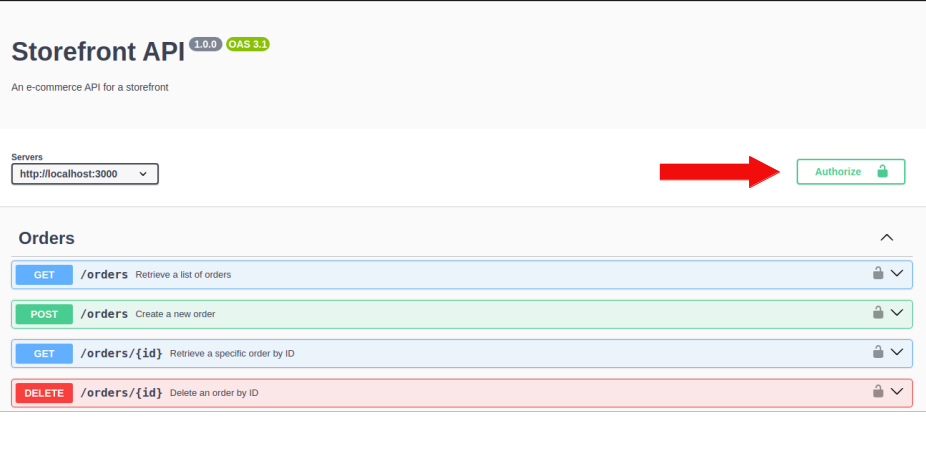 Storefront API 1.0.0 OAS 3.1
An e-commerce API for a storefront
Servers
http://localhost:3000
Authorize
Orders
GET /orders Retrieve a list of orders
POST /orders Create a new order
GET /orders/{id} Retrieve a specific order by ID
DELETE /orders/{id} Delete an order by ID